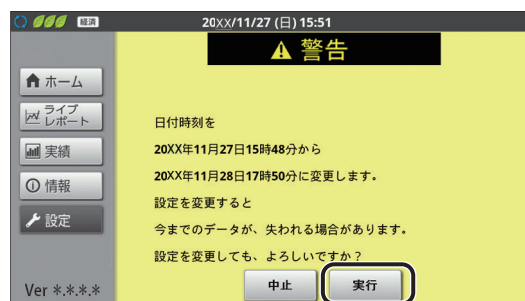 経済
20XX/11/27 (日) 15:51
警告
ホーム
ライブ
レポート
実績
情報
設定
Ver *.*.*.*
日付時刻を
20XX年11月27日15時48分から
20XX年11月28日17時50分に変更します。
設定を変更すると
今までのデータが、失われる場合があります。
設定を変更しても、よろしいですか？
中止
実行